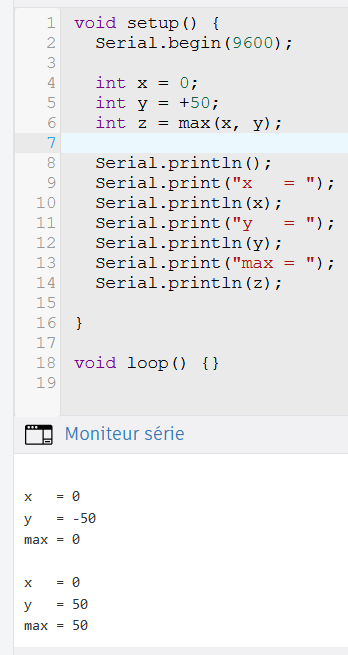 1 void setup() {
2   Serial.begin(9600);
3
4   int x = 0;
5   int y = +50;
6   int z = max(x, y);
7
8   Serial.println();
9   Serial.print("x   = ");
10   Serial.println(x);
11   Serial.print("y   = ");
12   Serial.println(y);
13   Serial.print("max = ");
14   Serial.println(z);
15
16 }
17
18 void loop() {}
19
Moniteur série
x   = 0
y   = -50
max = 0
x   = 0
y   = 50
max = 50